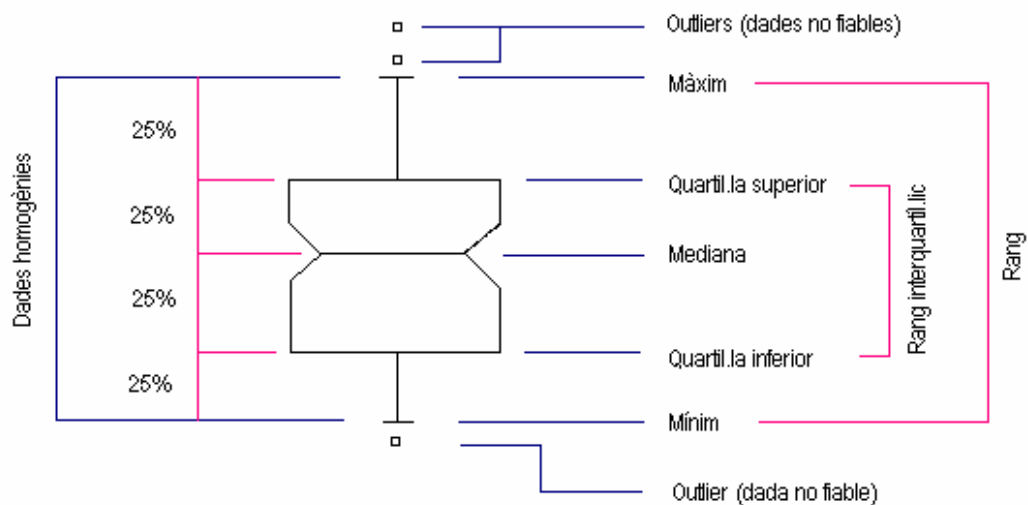 Outliers (dades no fiables)
Màxim
25%
Quartil.la superior
25%
Mediana
Dades homogènies
25%
Rang interquartíl.lic
Rang
Quartil.la inferior
25%
Mínim
Outlier (dada no fiable)